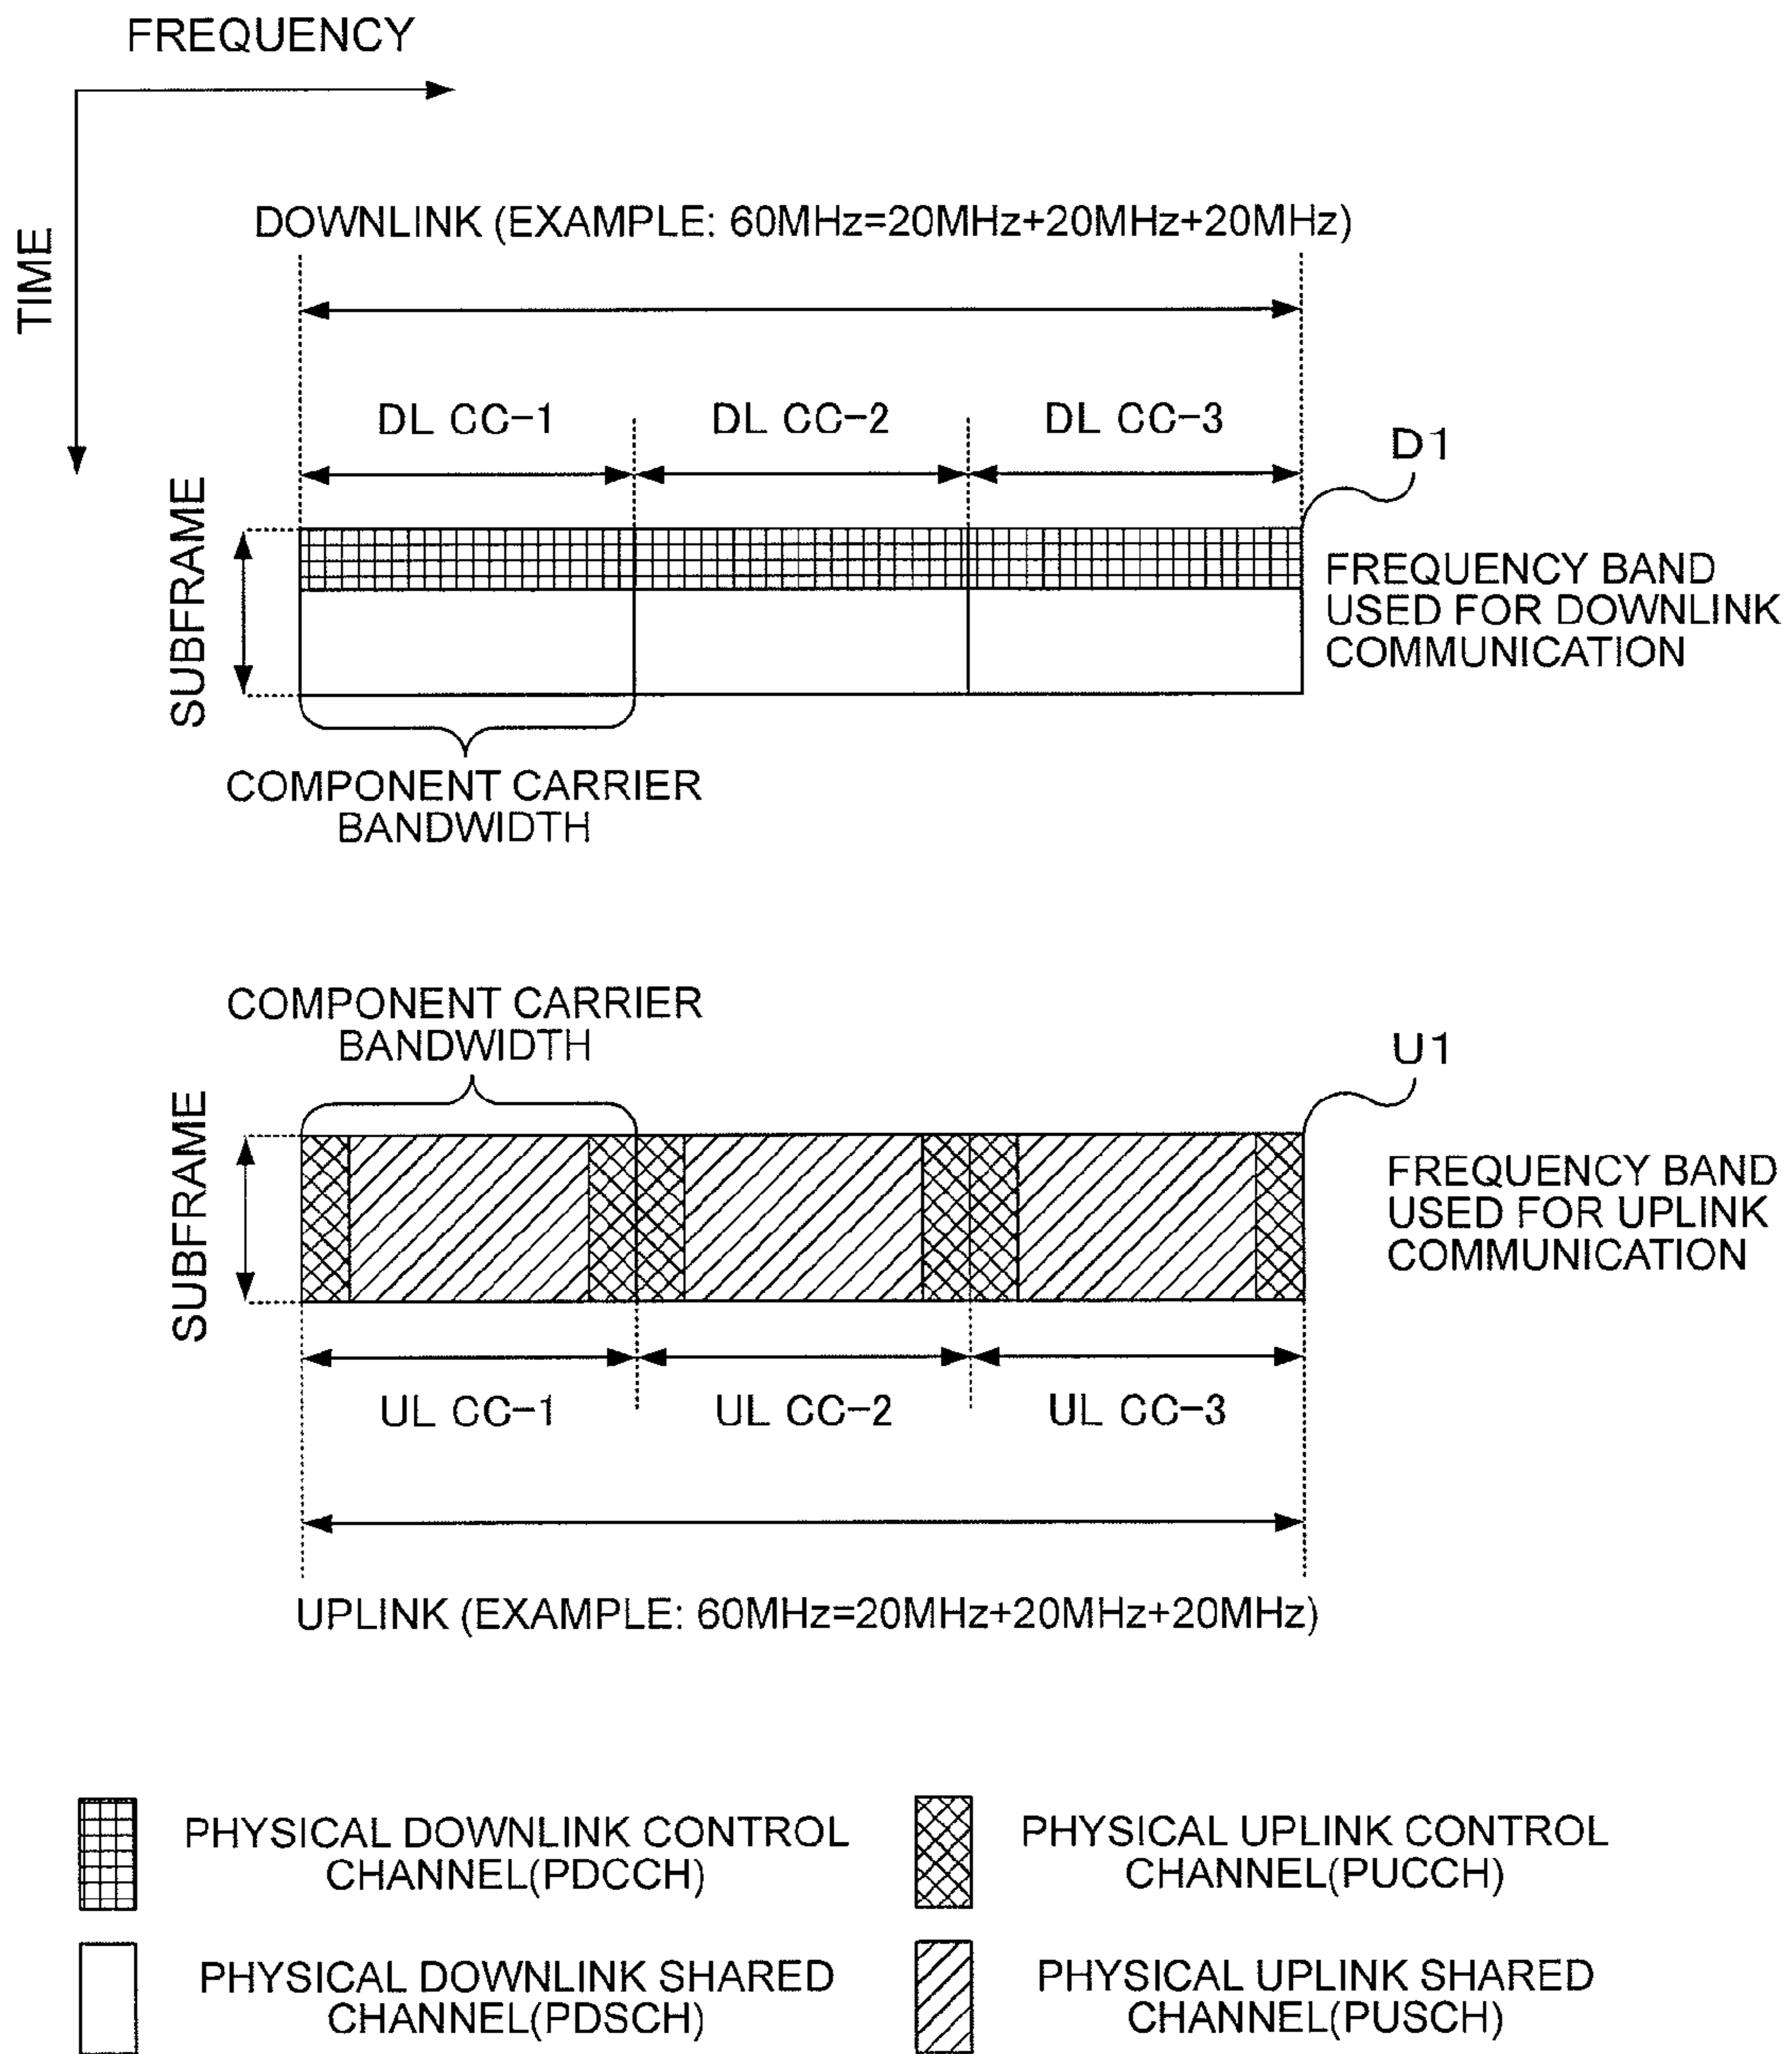 FREQUENCY
TIME
DOWNLINK (EXAMPLE: 60MHz=20MHz+20MHz+20MHz)
DL CC-1
DL CC-2
DL CC-3
D1
SUBFRAME
FREQUENCY BAND
USED FOR DOWNLINK
COMMUNICATION
COMPONENT CARRIER
BANDWIDTH
COMPONENT CARRIER
BANDWIDTH
U1
SUBFRAME
FREQUENCY BAND
USED FOR UPLINK
COMMUNICATION
UL CC-1
UL CC-2
UL CC-3
UPLINK (EXAMPLE: 60MHz=20MHz+20MHz+20MHz)
PHYSICAL DOWNLINK CONTROL
CHANNEL(PDCCH)
PHYSICAL UPLINK CONTROL
CHANNEL(PUCCH)
PHYSICAL DOWNLINK SHARED
CHANNEL(PDSCH)
PHYSICAL UPLINK SHARED
CHANNEL(PUSCH)